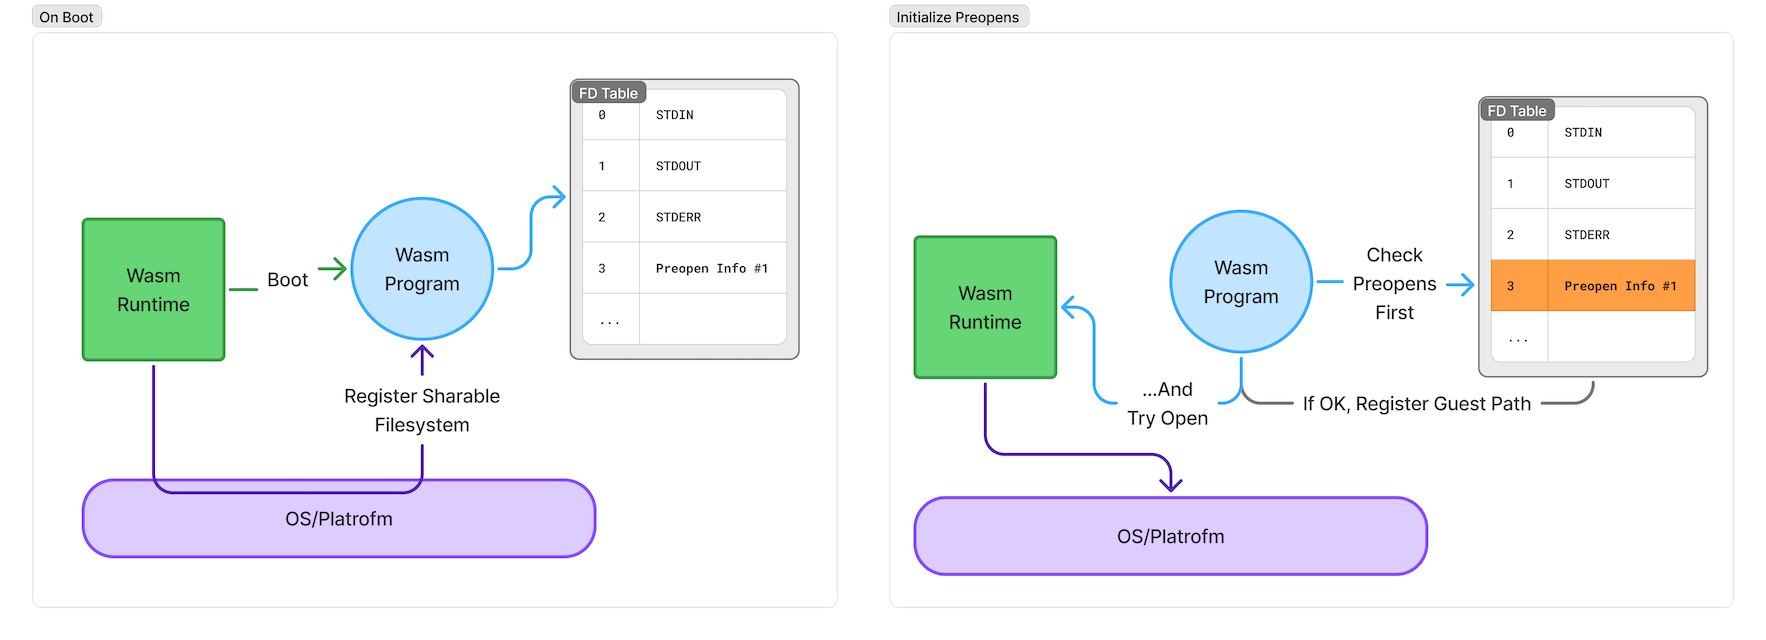 On Boot
FD Table
0 STDIN
1 STDOUT
2 STDERR
3 Preopen Info #1
...
Wasm
Runtime
Boot
Wasm
Program
Register Sharable
Filesystem
OS/Platrofm
Initialize Preopens
FD Table
0 STDIN
1 STDOUT
2 STDERR
3 Preopen Info #1
...
Wasm
Runtime
Wasm
Program
Check
Preopens
First
...And
Try Open
If OK, Register Guest Path
OS/Platrofm